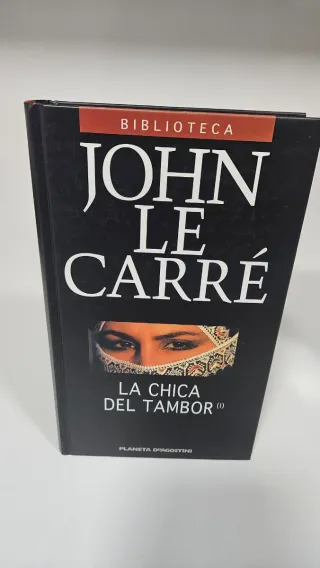 BIBLIOTECA
JOHN
LE
CARRÉ
LA CHICA
DEL TAMBOR (I)
PLANETA DeAGOSTINI